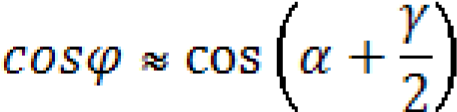 cosφ ≈ cos(α + γ/2)